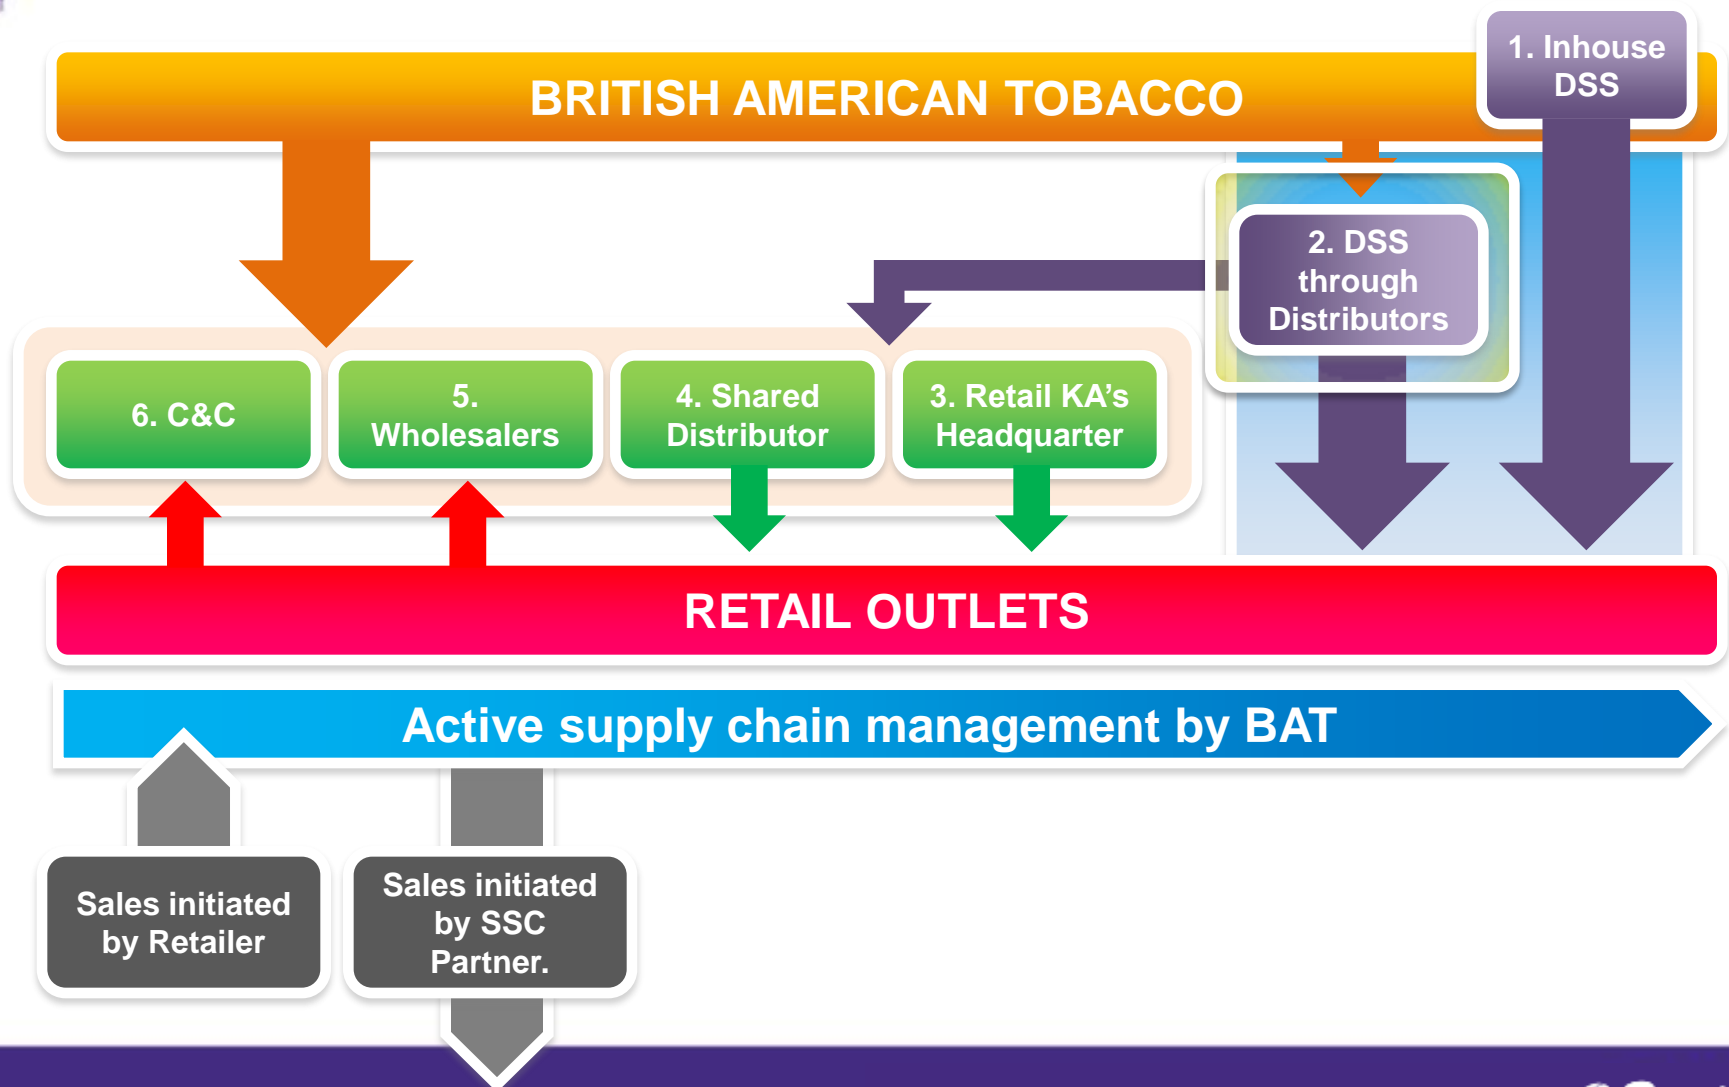 1. Inhouse
DSS
BRITISH AMERICAN TOBACCO
2. DSS
through
Distributors
6. C&C
5.
Wholesalers
4. Shared
Distributor
3. Retail KA’s
Headquarter
RETAIL OUTLETS
Active supply chain management by BAT
Sales initiated
by Retailer
Sales initiated
by SSC
Partner.